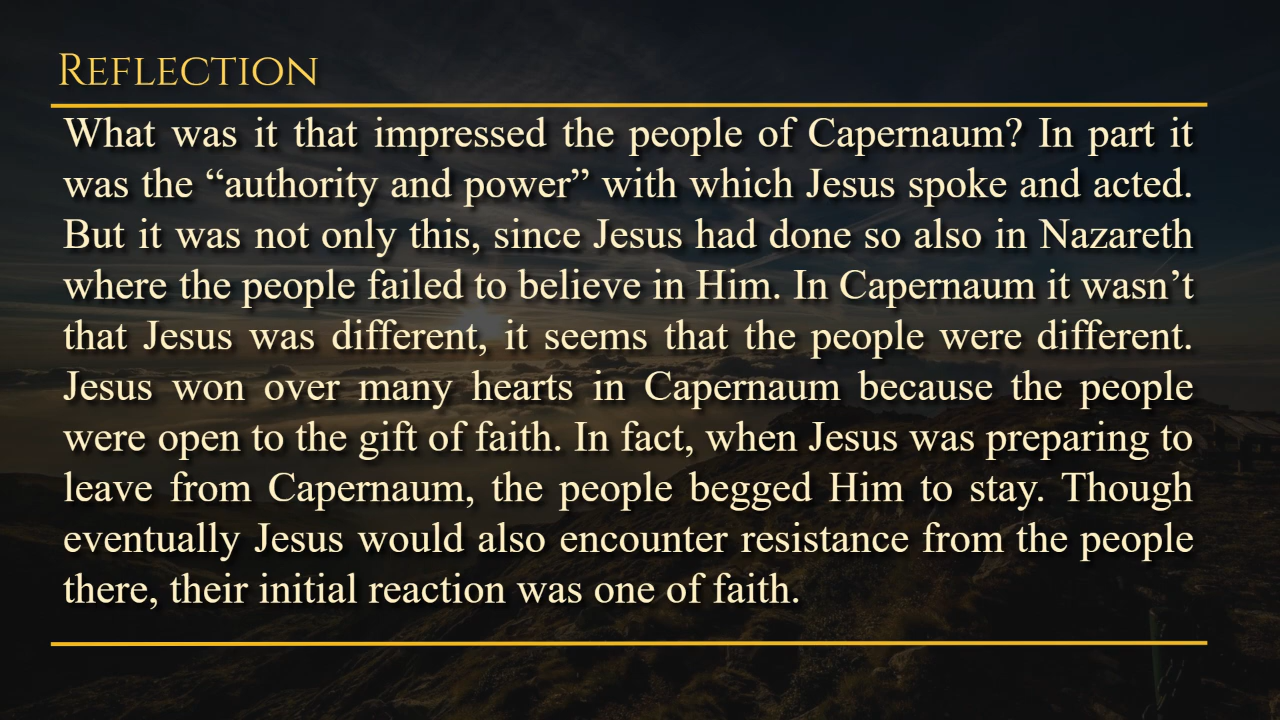 REFLECTION
What was it that impressed the people of Capernaum? In part it
was the “authority and power” with which Jesus spoke and acted.
But it was not only this, since Jesus had done so also in Nazareth
where the people failed to believe in Him. In Capernaum it wasn’t
that Jesus was different, it seems that the people were different.
Jesus won over many hearts in Capernaum because the people
were open to the gift of faith. In fact, when Jesus was preparing to
leave from Capernaum, the people begged Him to stay. Though
eventually Jesus would also encounter resistance from the people
there, their initial reaction was one of faith.